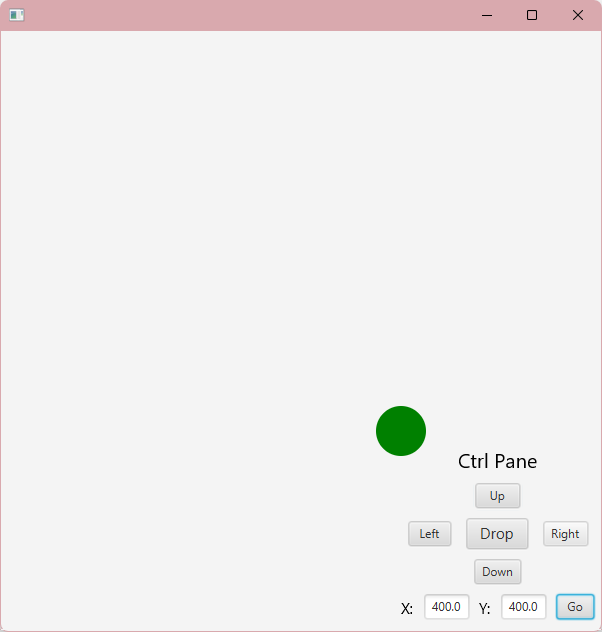 Ctrl Pane
Up
Left Drop Right
Down
X: 400.0 Y: 400.0 Go